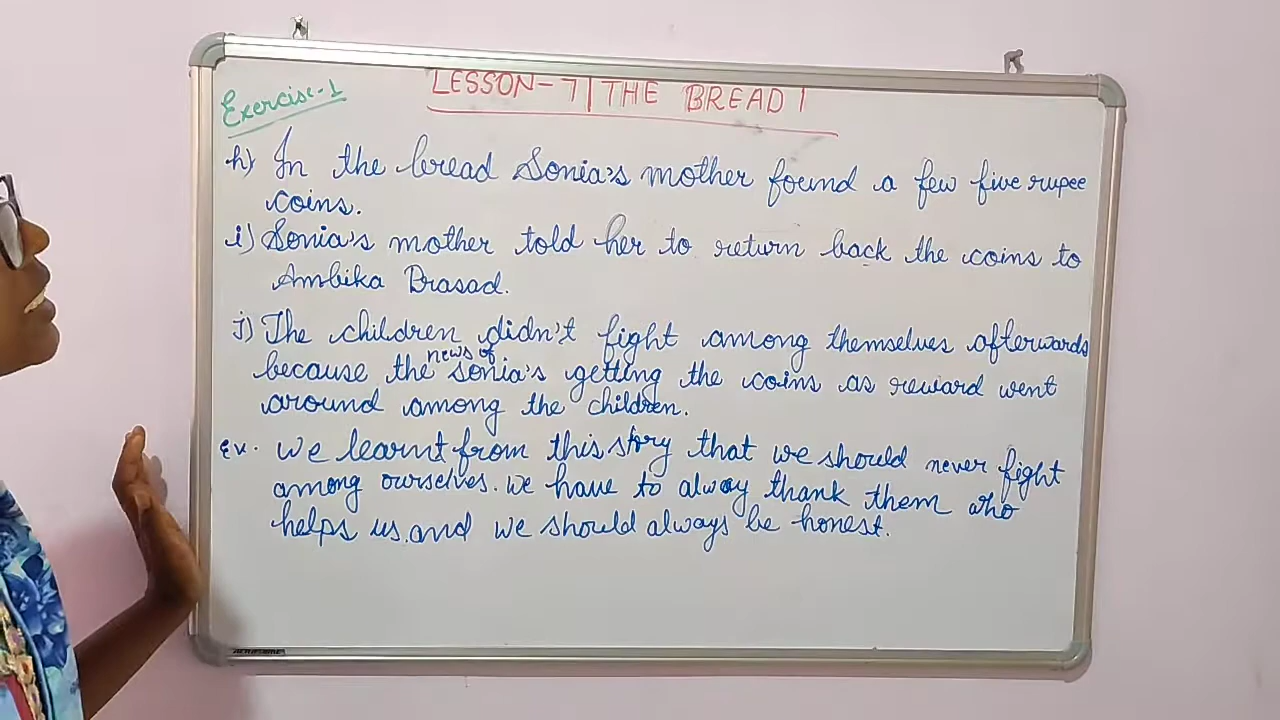 LESSON-7 | THE BREAD |
Exercise-1
h) In the bread Sonia's mother found a few five rupee
coins.
i) Sonia's mother told her to return back the coins to
Ambika Prasad.
j) The children didn't fight among themselves afterwards
because the news of Sonia's getting the coins as reward went
around among the children.
Ex. We learnt from this story that we should never fight
among ourselves. We have to alway thank them who
helps us. and we should always be honest.